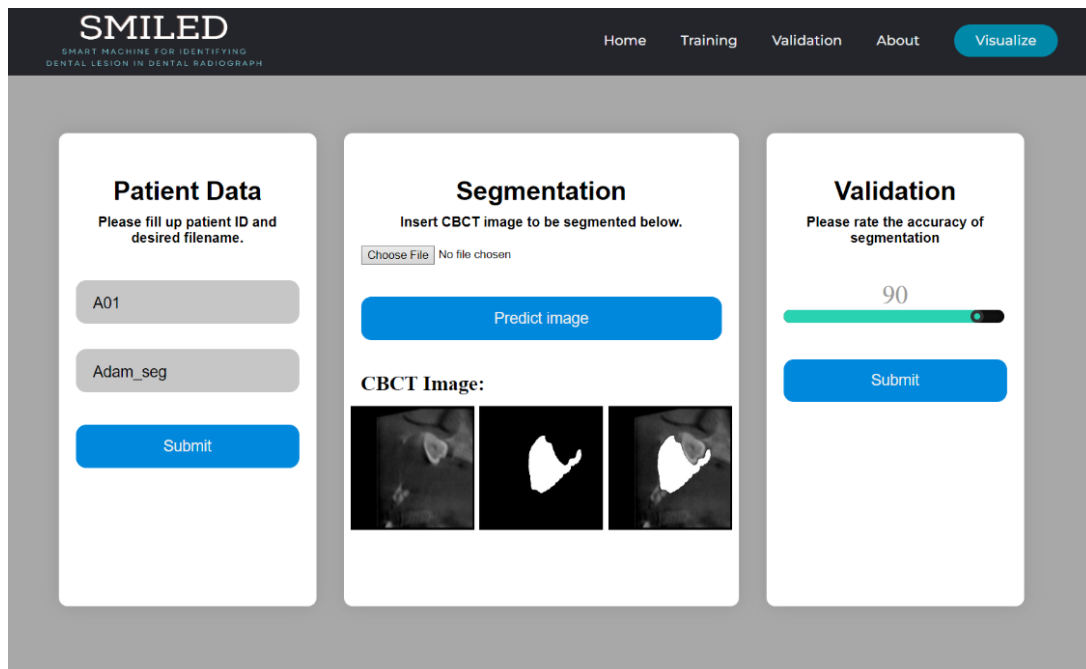 SMILED
SMART MACHINE FOR IDENTIFYING
DENTAL LESION IN DENTAL RADIOGRAPH
Home
Training
Validation
About
Visualize
Patient Data
Please fill up patient ID and
desired filename.
A01
Adam_seg
Submit
Segmentation
Insert CBCT image to be segmented below.
Choose File No file chosen
Predict image
CBCT Image:
Validation
Please rate the accuracy of
segmentation
90
Submit